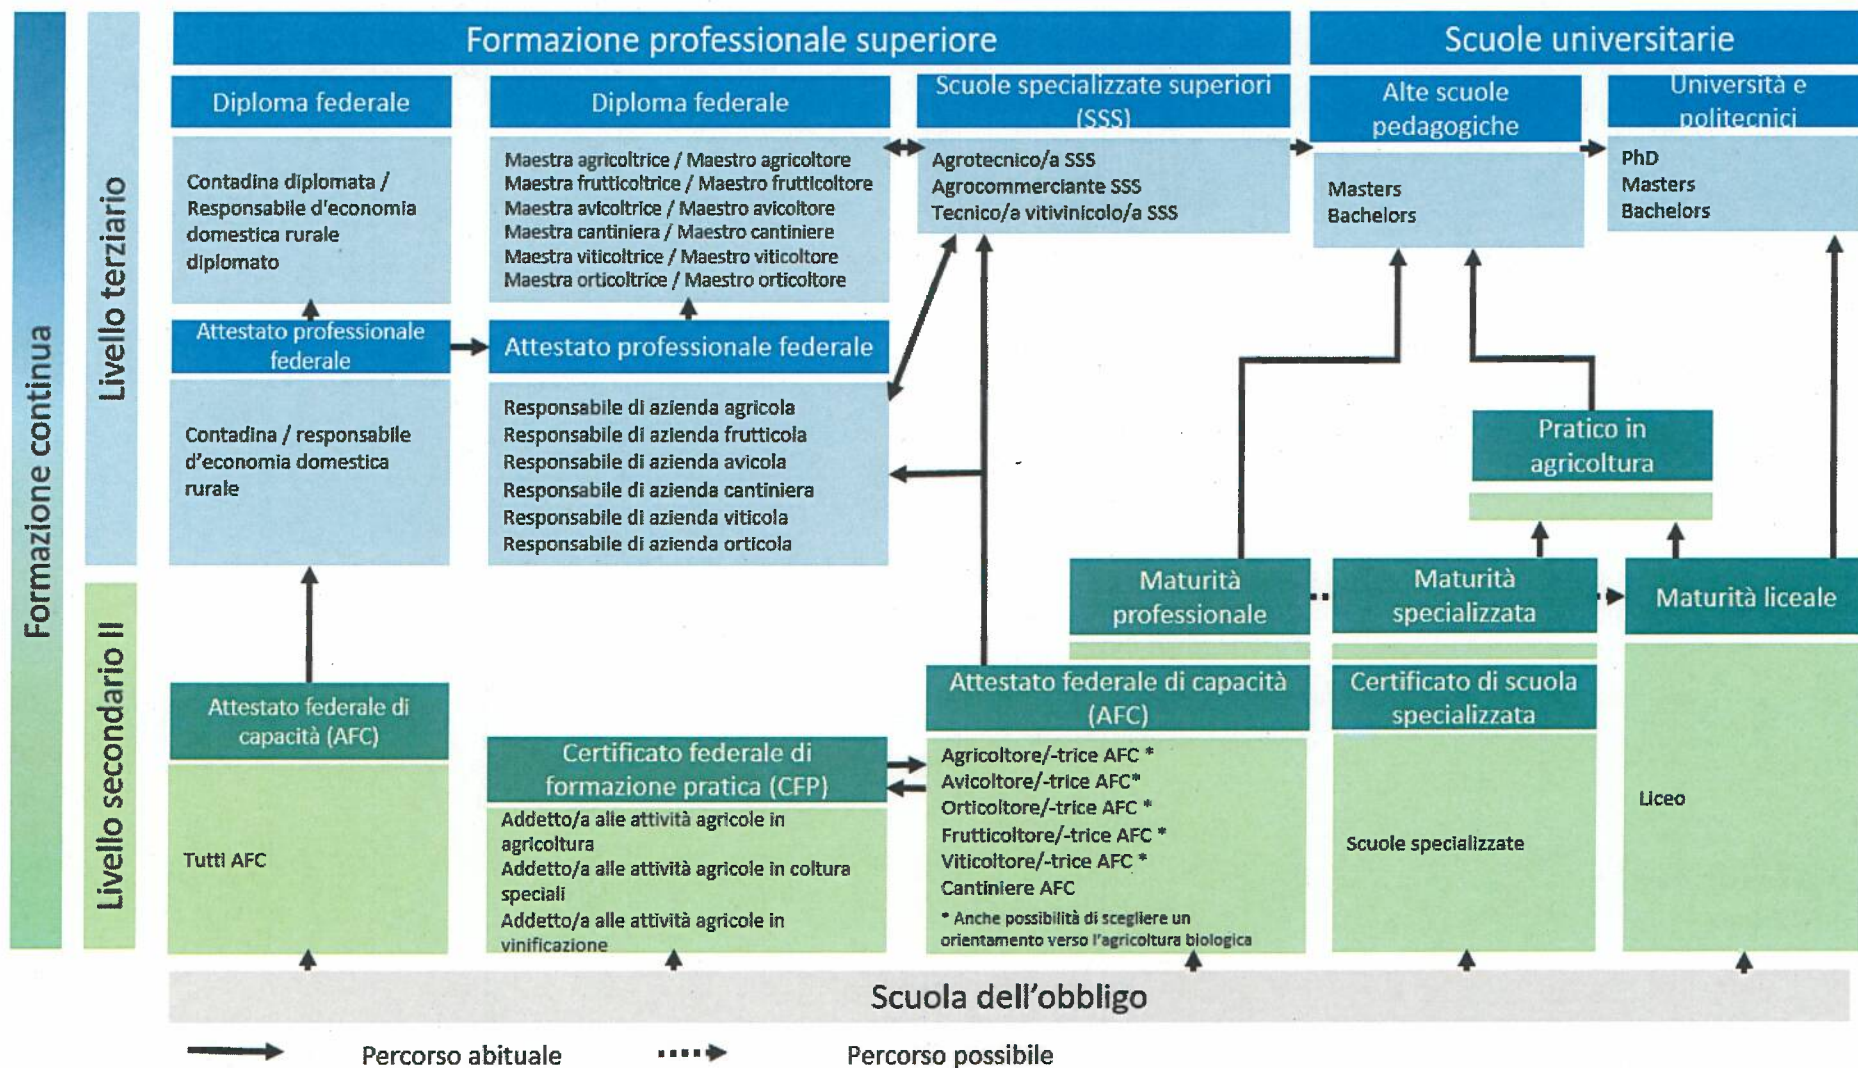 Formazione continua
Livello terziario
Livello secondario II
Formazione professionale superiore
Scuole universitarie
Diploma federale
Contadina diplomata /
Responsabile d'economia
domestica rurale
diplomato
Diploma federale
Maestra agricoltrice / Maestro agricoltore
Maestra frutticoltrice / Maestro frutticoltore
Maestra avicoltrice / Maestro avicoltore
Maestra cantiniera / Maestro cantiniere
Maestra viticoltrice / Maestro viticoltore
Maestra orticoltrice / Maestro orticoltore
Scuole specializzate superiori
(SSS)
Agrotecnico/a SSS
Agrocommerciante SSS
Tecnico/a vitivinicolo/a SSS
Alte scuole
pedagogiche
Masters
Bachelors
Università e
politecnici
PhD
Masters
Bachelors
Attestato professionale
federale
Contadina / responsabile
d'economia domestica
rurale
Attestato professionale federale
Responsabile di azienda agricola
Responsabile di azienda frutticola
Responsabile di azienda avicola
Responsabile di azienda cantiniera
Responsabile di azienda viticola
Responsabile di azienda orticola
Pratico in
agricoltura
Maturità
professionale
Maturità
specializzata
Maturità liceale
Attestato federale di
capacità (AFC)
Tutti AFC
Certificato federale di
formazione pratica (CFP)
Addetto/a alle attività agricole in
agricoltura
Addetto/a alle attività agricole in coltura
speciali
Addetto/a alle attività agricole in
vinificazione
Attestato federale di capacità
(AFC)
Agricoltore/-trice AFC *
Avicoltore/-trice AFC*
Orticoltore/-trice AFC *
Frutticoltore/-trice AFC *
Viticoltore/-trice AFC *
Cantiniere AFC
* Anche possibilità di scegliere un
orientamento verso l'agricoltura biologica
Certificato di scuola
specializzata
Scuole specializzate
Liceo
Scuola dell'obbligo
Percorso abituale
Percorso possibile